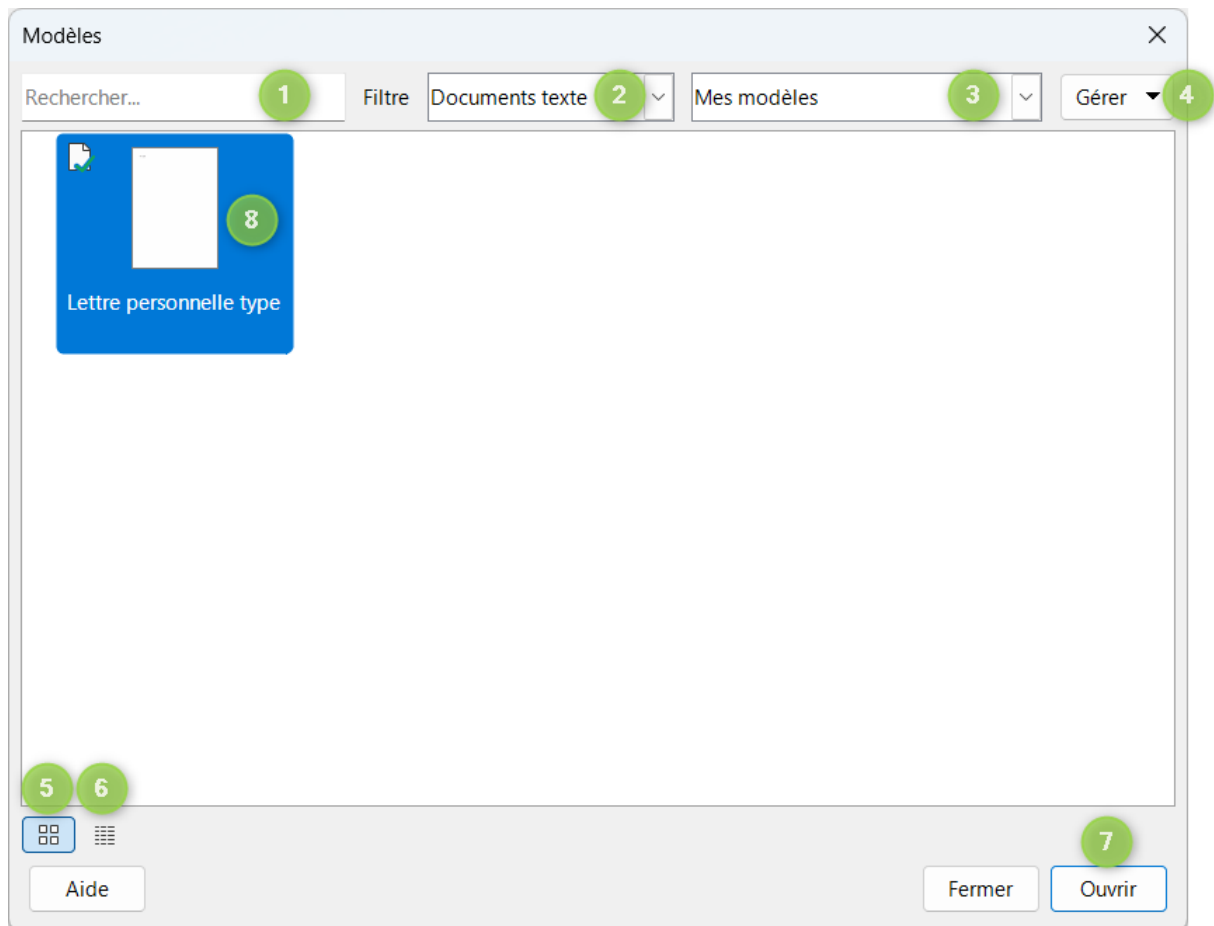 Modèles
Rechercher... 1 Filtre Documents texte 2 Mes modèles 3 Gérer 4
8
Lettre personnelle type
5 6
7
Aide Fermer Ouvrir